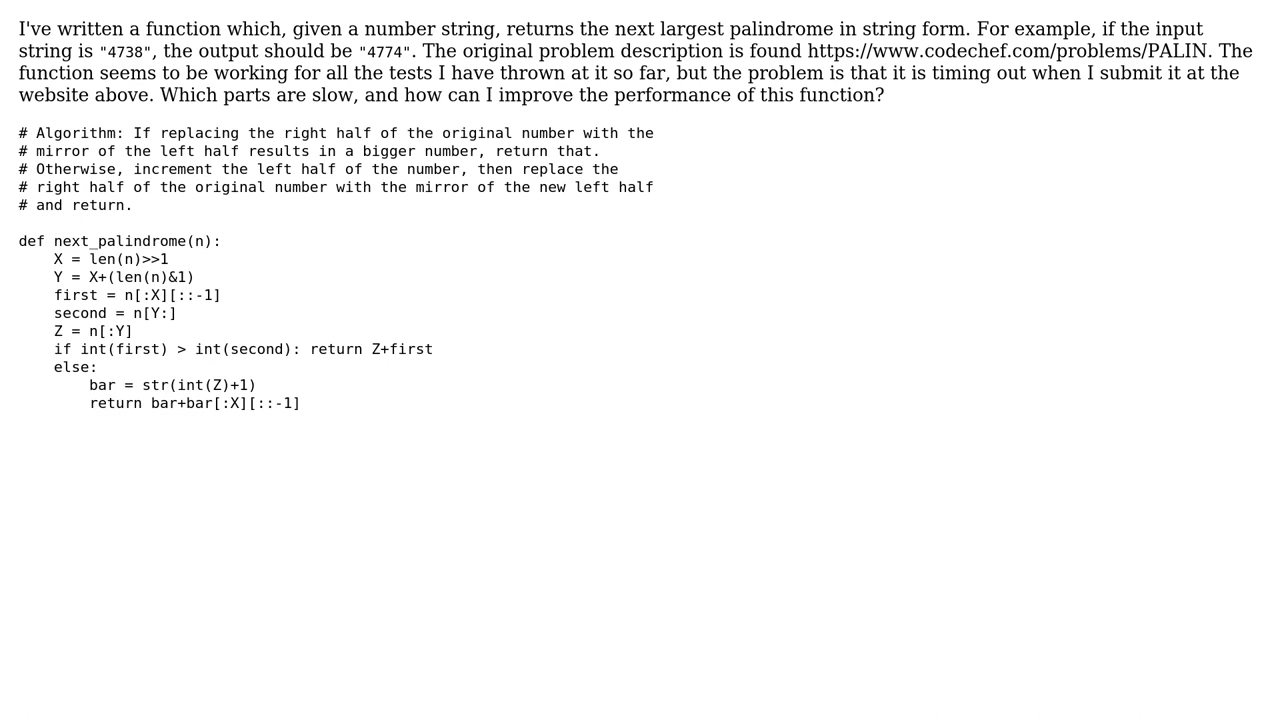 I've written a function which, given a number string, returns the next largest palindrome in string form. For example, if the input
string is "4738", the output should be "4774". The original problem description is found https://www.codechef.com/problems/PALIN. The
function seems to be working for all the tests I have thrown at it so far, but the problem is that it is timing out when I submit it at the
website above. Which parts are slow, and how can I improve the performance of this function?
# Algorithm: If replacing the right half of the original number with the
# mirror of the left half results in a bigger number, return that.
# Otherwise, increment the left half of the number, then replace the
# right half of the original number with the mirror of the new left half
# and return.
def next_palindrome(n):
    X = len(n)>>1
    Y = X+(len(n)&1)
    first = n[:X][::-1]
    second = n[Y:]
    Z = n[:Y]
    if int(first) > int(second): return Z+first
    else:
        bar = str(int(Z)+1)
        return bar+bar[:X][::-1]